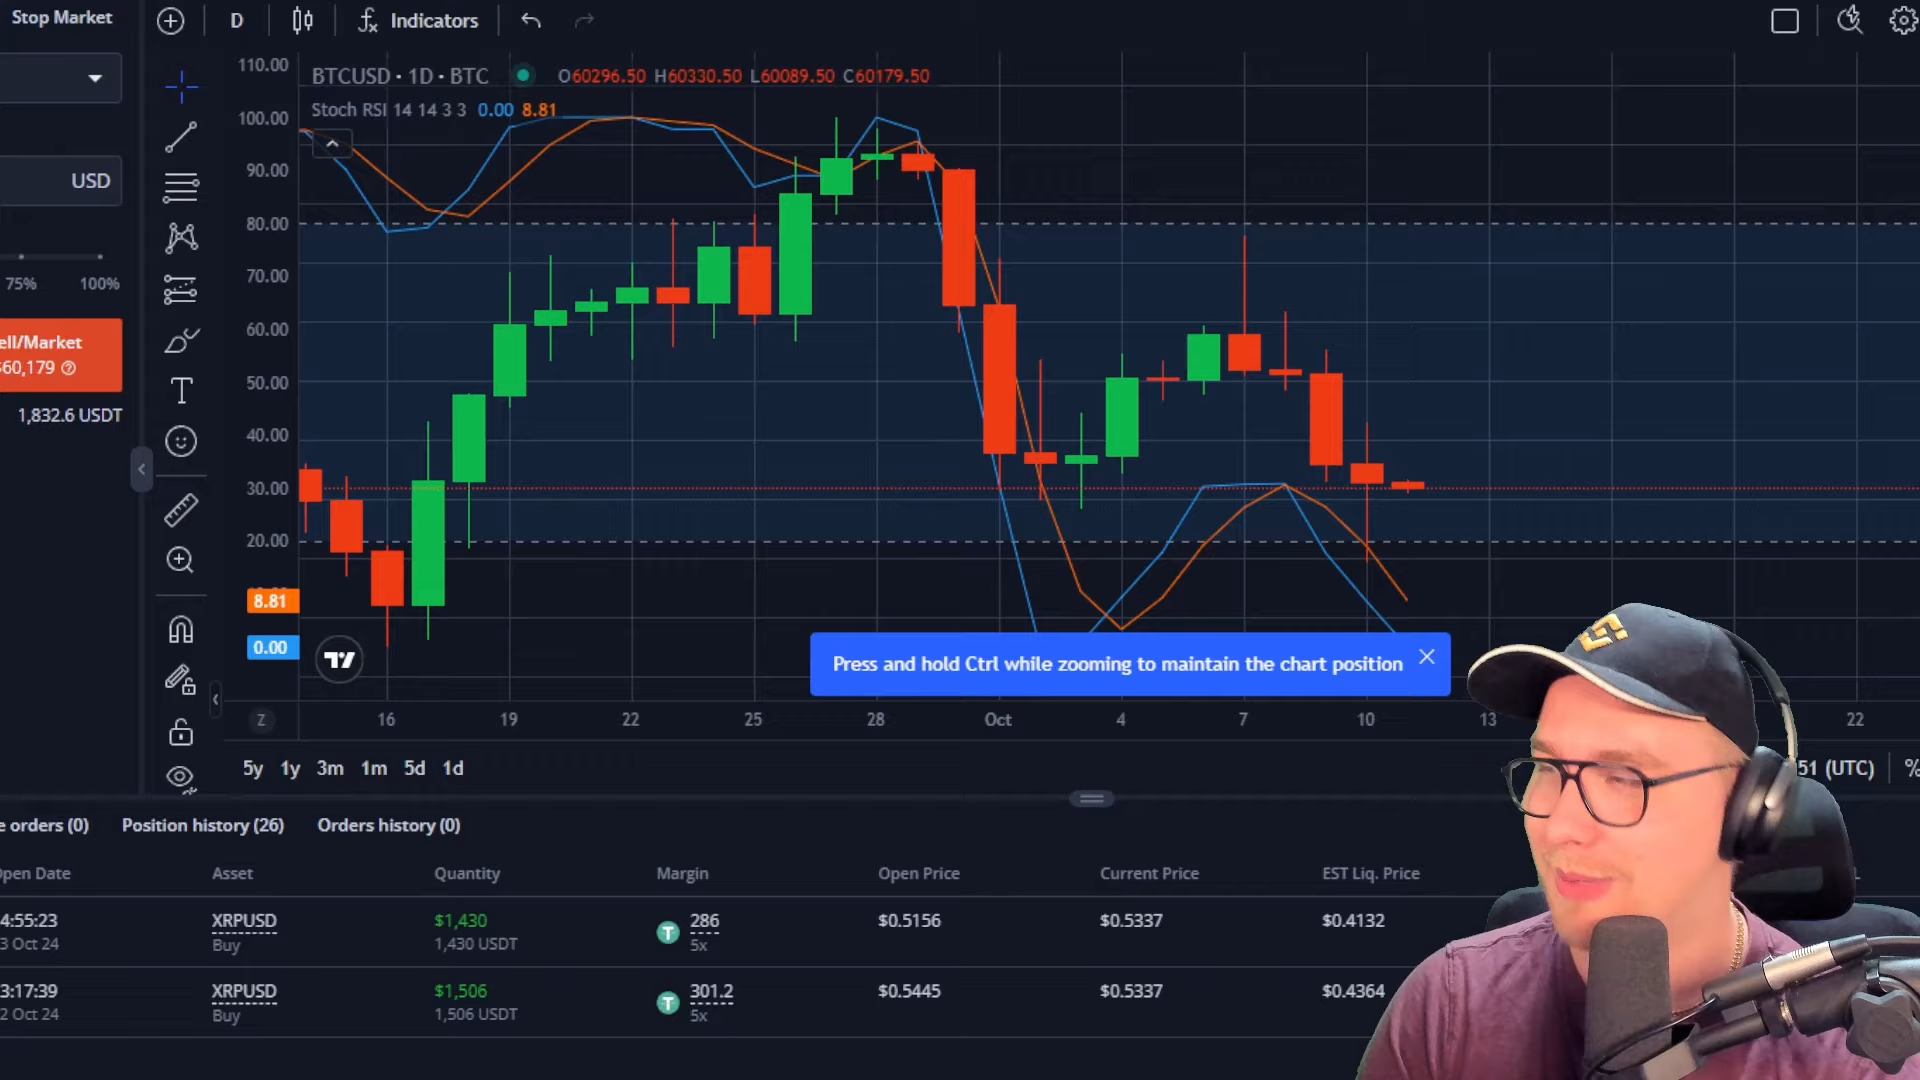 Stop Market
D
Indicators
BTCUSD • 1D • BTC O60296.50 H60330.50 L60089.50 C60179.50
Stoch RSI 14 14 3 3 0.00 8.81
110.00
100.00
90.00
80.00
70.00
60.00
50.00
40.00
30.00
20.00
8.81
0.00
USD
75% 100%
ell/Market
$60,179
1,832.6 USDT
Press and hold Ctrl while zooming to maintain the chart position
Z
16 19 22 25 28 Oct 4 7 10 13 22
5y 1y 3m 1m 5d 1d
51 (UTC) %
e orders (0) Position history (26) Orders history (0)
Open Date Asset Quantity Margin Open Price Current Price EST Liq. Price
4:55:23 XRPUSD $1,430 286 $0.5156 $0.5337 $0.4132
3 Oct 24 Buy 1,430 USDT 5x
3:17:39 XRPUSD $1,506 301.2 $0.5445 $0.5337 $0.4364
2 Oct 24 Buy 1,506 USDT 5x